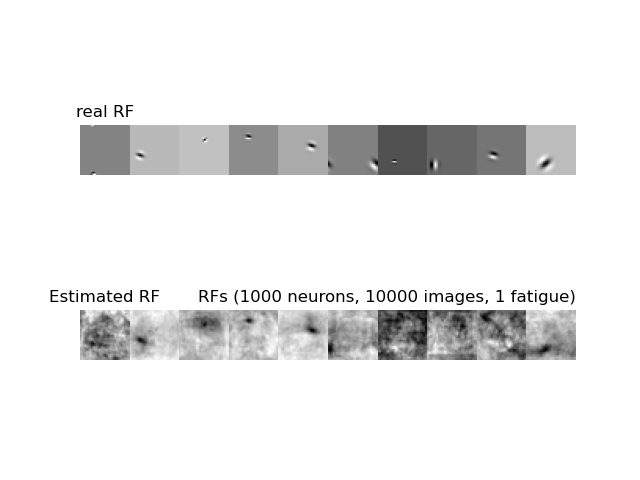 real RF
Estimated RF
RFs (1000 neurons, 10000 images, 1 fatigue)